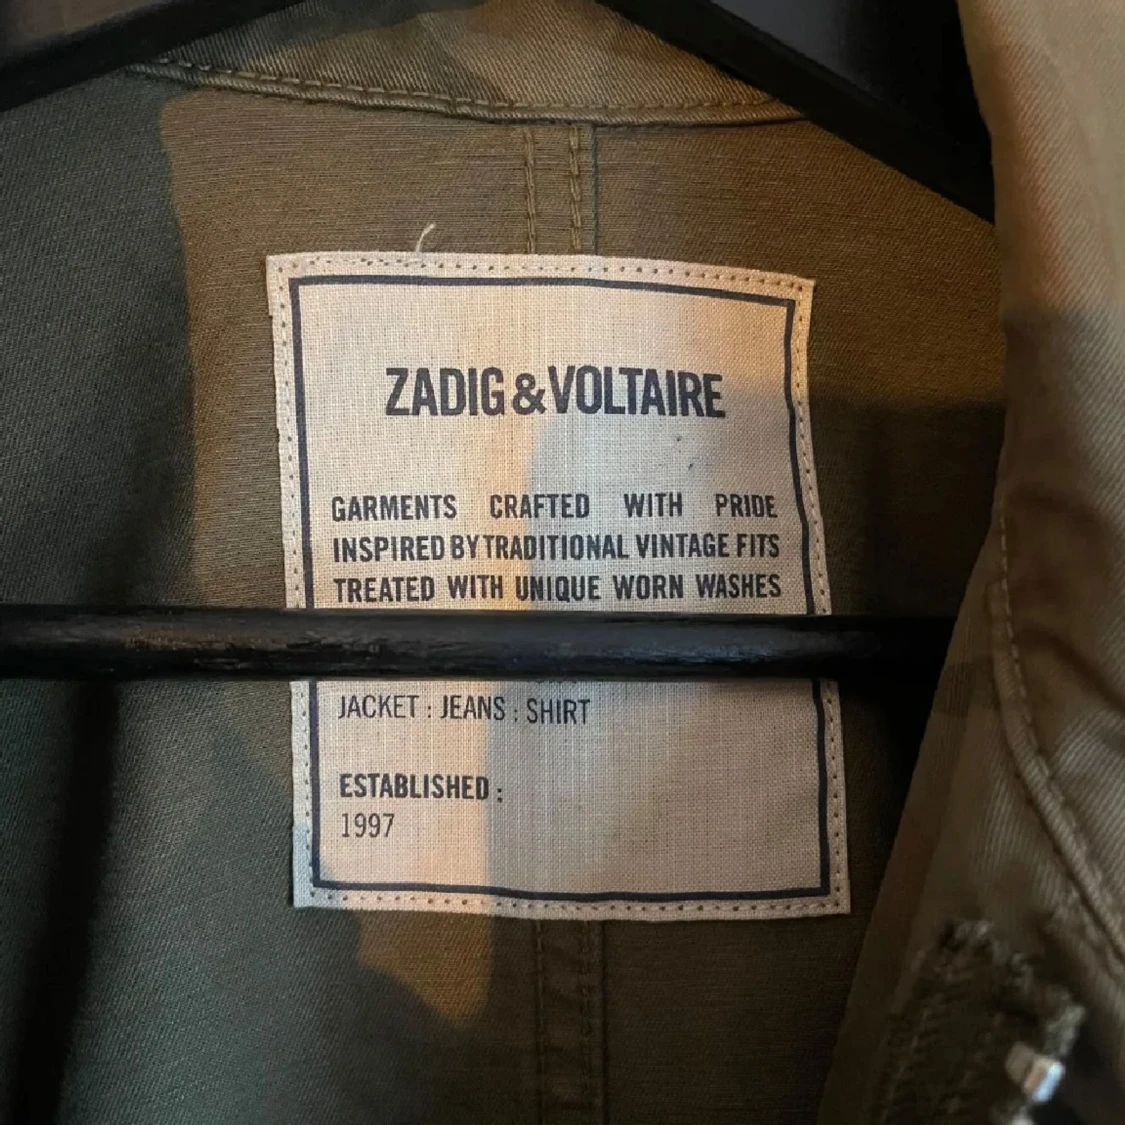 ZADIG & VOLTAIRE
GARMENTS CRAFTED WITH PRIDE
INSPIRED BY TRADITIONAL VINTAGE FITS
TREATED WITH UNIQUE WORN WASHES
JACKET : JEANS : SHIRT
ESTABLISHED :
1997